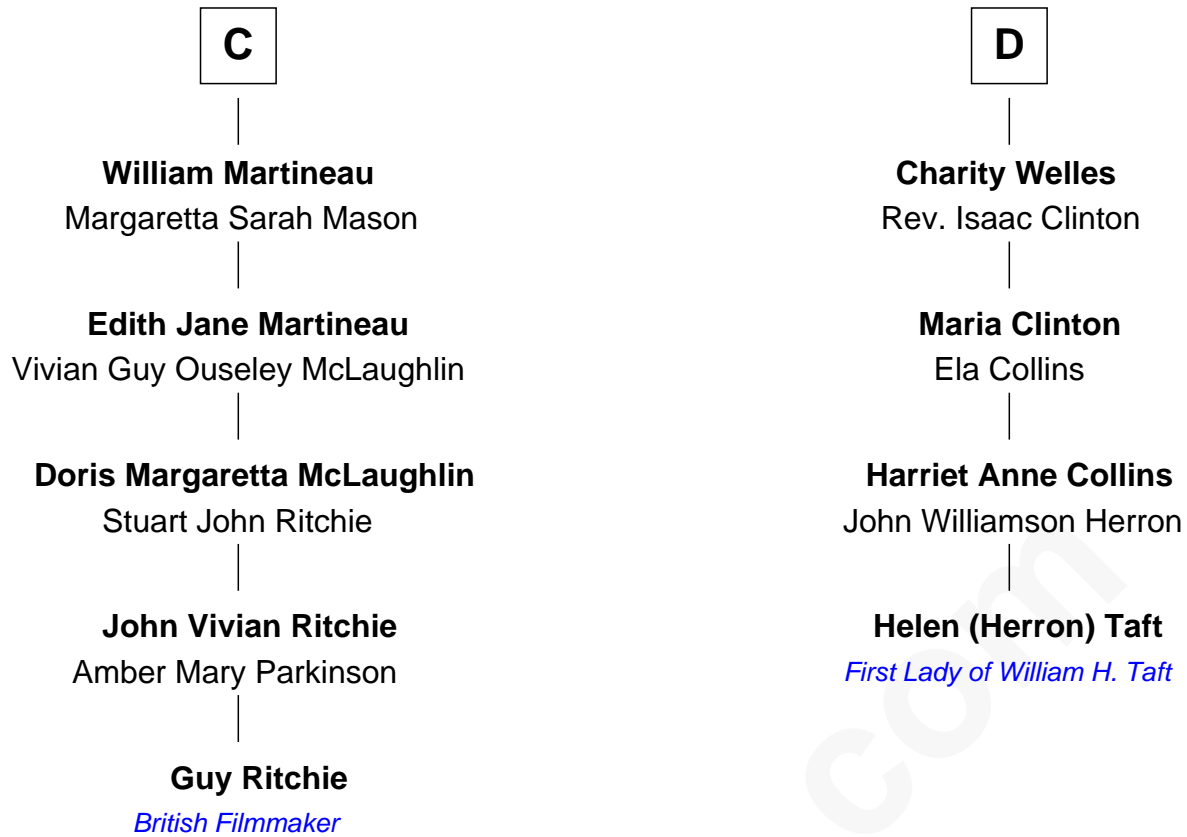 C
William Martineau
Margaretta Sarah Mason
Edith Jane Martineau
Vivian Guy Ouseley McLaughlin
Doris Margaretta McLaughlin
Stuart John Ritchie
John Vivian Ritchie
Amber Mary Parkinson
Guy Ritchie
British Filmmaker
D
Charity Welles
Rev. Isaac Clinton
Maria Clinton
Ela Collins
Harriet Anne Collins
John Williamson Herron
Helen (Herron) Taft
First Lady of William H. Taft
com